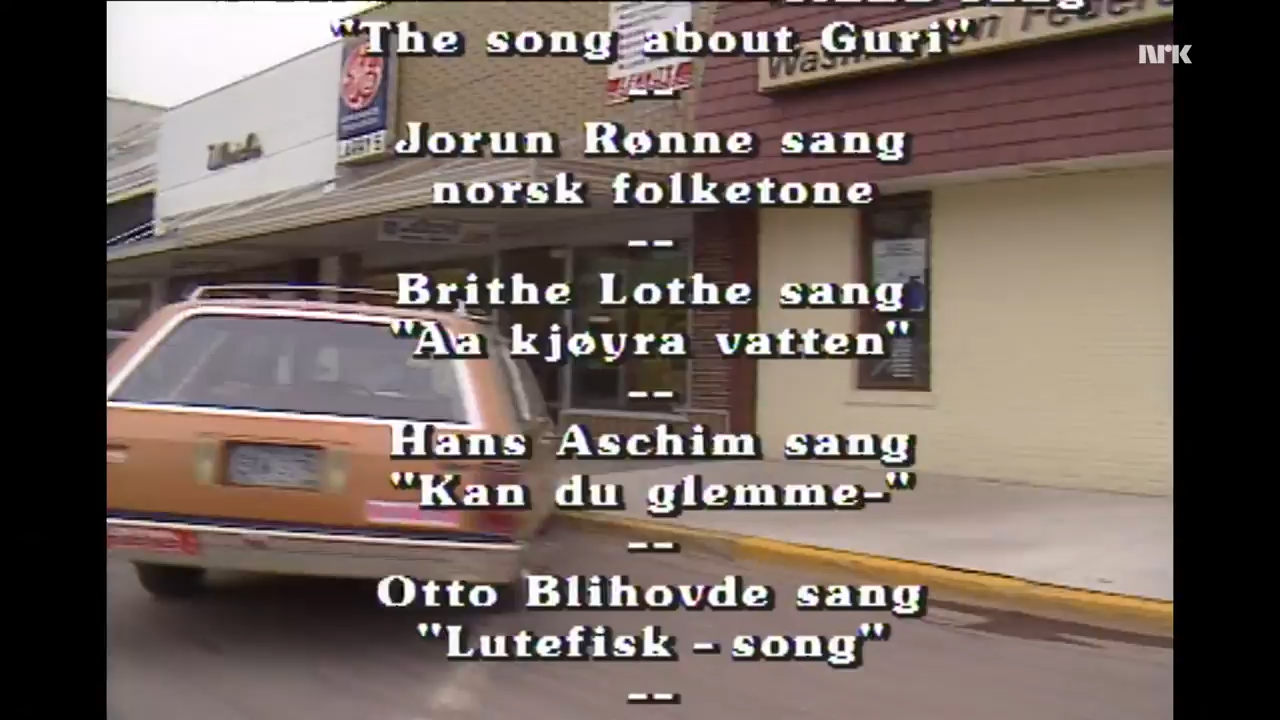 "The song about Guri"
nrk
--
Jorun Rønne sang
norsk folketone
--
Brithe Lothe sang
"Aa kjøyra vatten"
--
Hans Aschim sang
"Kan du glemme-"
--
Otto Blihovde sang
"Lutefisk - song"
--